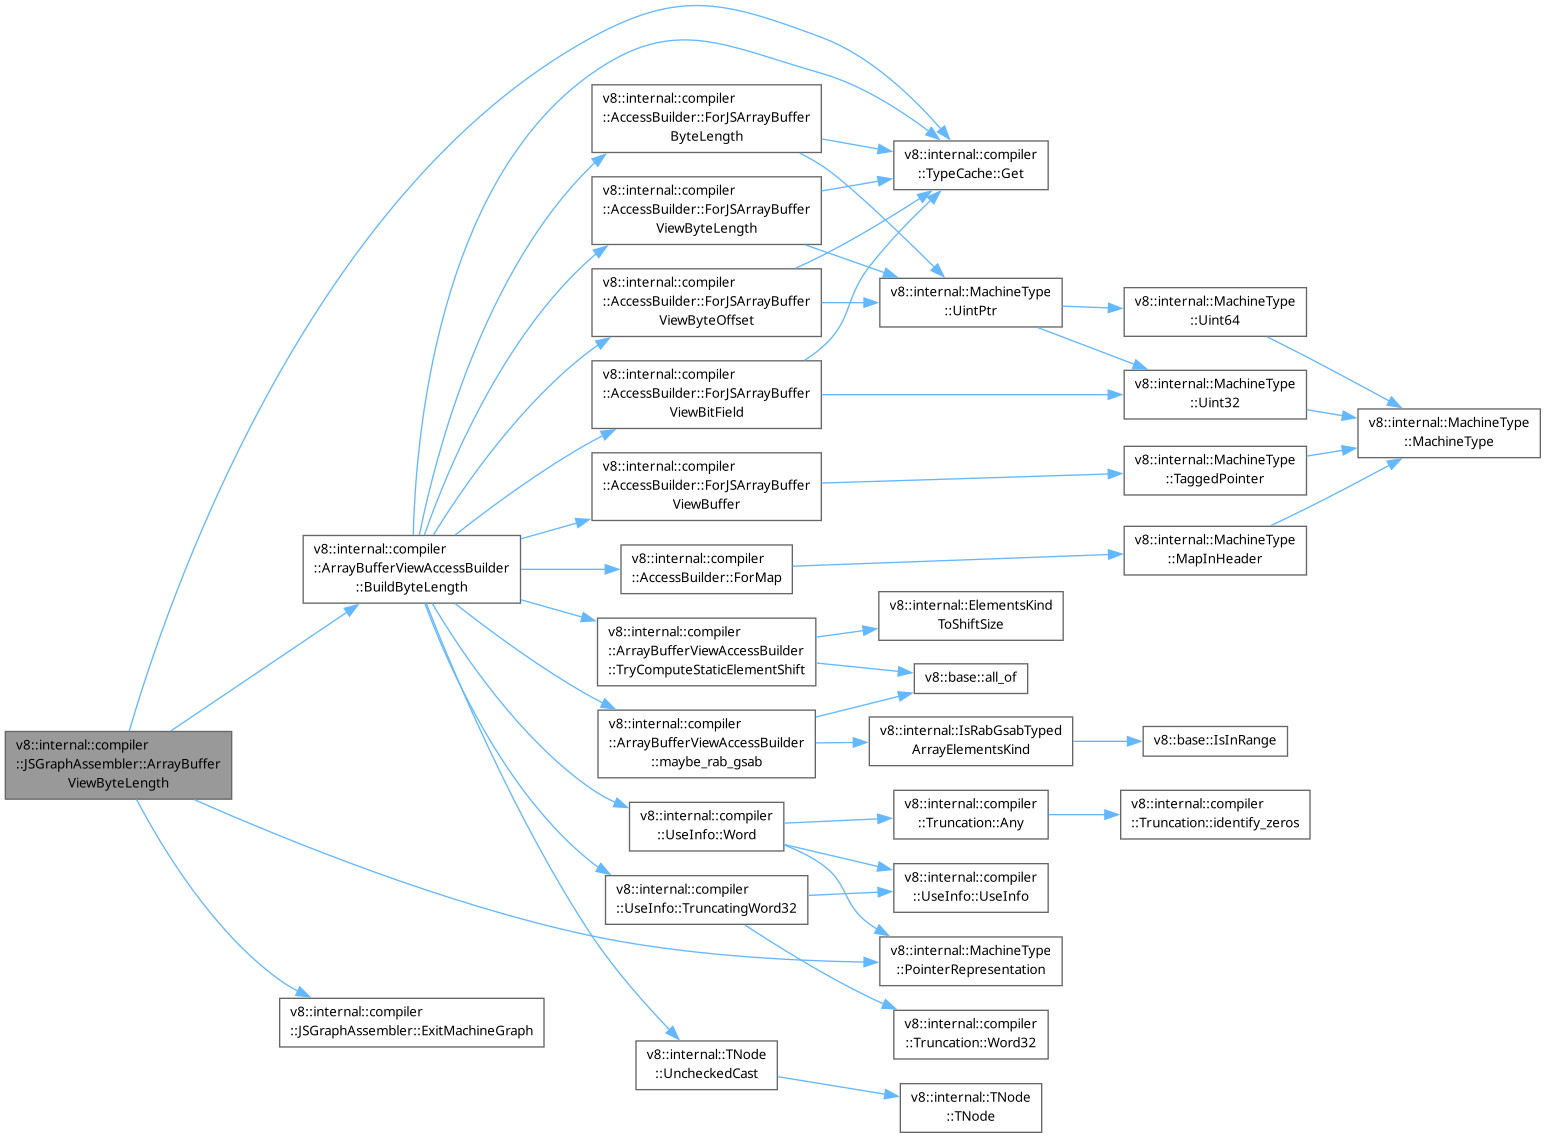 v8::internal::compiler
::JSGraphAssembler::ArrayBuffer
ViewByteLength
v8::internal::compiler
::ArrayBufferViewAccessBuilder
::BuildByteLength
v8::internal::compiler
::JSGraphAssembler::ExitMachineGraph
v8::internal::compiler
::AccessBuilder::ForJSArrayBuffer
ByteLength
v8::internal::compiler
::AccessBuilder::ForJSArrayBuffer
ViewByteLength
v8::internal::compiler
::AccessBuilder::ForJSArrayBuffer
ViewByteOffset
v8::internal::compiler
::AccessBuilder::ForJSArrayBuffer
ViewBitField
v8::internal::compiler
::AccessBuilder::ForJSArrayBuffer
ViewBuffer
v8::internal::compiler
::AccessBuilder::ForMap
v8::internal::compiler
::ArrayBufferViewAccessBuilder
::TryComputeStaticElementShift
v8::internal::compiler
::ArrayBufferViewAccessBuilder
::maybe_rab_gsab
v8::internal::compiler
::UseInfo::Word
v8::internal::compiler
::UseInfo::TruncatingWord32
v8::internal::TNode
::UncheckedCast
v8::internal::compiler
::TypeCache::Get
v8::internal::MachineType
::UintPtr
v8::internal::ElementsKind
ToShiftSize
v8::base::all_of
v8::internal::IsRabGsabTyped
ArrayElementsKind
v8::internal::compiler
::Truncation::Any
v8::internal::compiler
::UseInfo::UseInfo
v8::internal::MachineType
::PointerRepresentation
v8::internal::compiler
::Truncation::Word32
v8::internal::TNode
::TNode
v8::internal::MachineType
::Uint64
v8::internal::MachineType
::Uint32
v8::internal::MachineType
::TaggedPointer
v8::internal::MachineType
::MapInHeader
v8::base::IsInRange
v8::internal::compiler
::Truncation::identify_zeros
v8::internal::MachineType
::MachineType